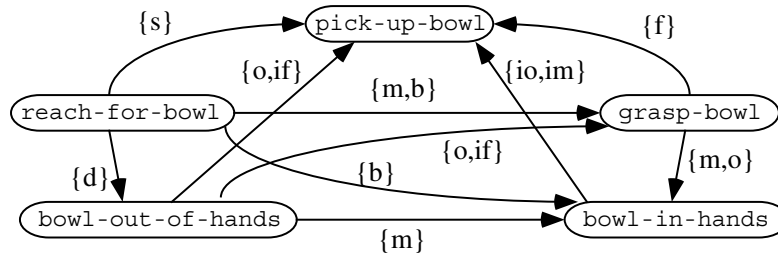 pick-up-bowl
{s}
{f}
{o,if}
{io,im}
{m,b}
reach-for-bowl
grasp-bowl
{o,if}
{m,o}
{d}
{b}
bowl-out-of-hands
bowl-in-hands
{m}